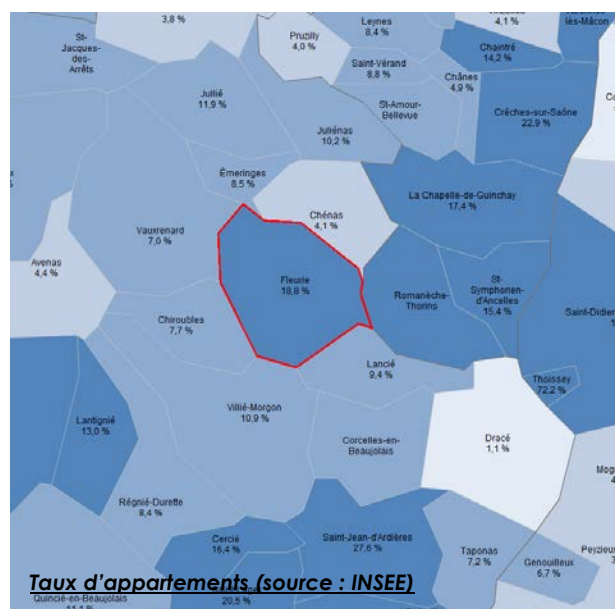 3,8 %
Pruzilly
4,0 %
Leynes
8,4 %
4,1 %
lès-Mâcon
St-
Jacques-
des-
Arrêts
Chaintré
14,2 %
Saint-Vérand
8,8 %
Chânes
4,9 %
Jullié
11,9 %
St-Amour-
Bellevue
Crêches-sur-Saône
22,9 %
Juliénas
10,2 %
Émeringes
8,5 %
La Chapelle-de-Guinchay
17,4 %
Chénas
4,1 %
Vauxrenard
7,0 %
Avenas
4,4 %
Fleurie
18,8 %
Romanèche-
Thorins
St-
Symphorien-
d'Ancelles
15,4 %
Saint-Didier
Chiroubles
7,7 %
Lancié
9,4 %
Thoissey
72,2 %
Villié-Morgon
10,9 %
Lantignié
13,0 %
Corcelles-en-
Beaujolais
Dracé
1,1 %
Régnié-Durette
8,4 %
Cercié
16,4 %
Saint-Jean-d'Ardières
27,6 %
Taponas
7,2 %
Genouilleux
6,7 %
Peyzieux
Taux d'appartements (source : INSEE)
Quincié-en-Beaujolais
11,1 %
20,5 %